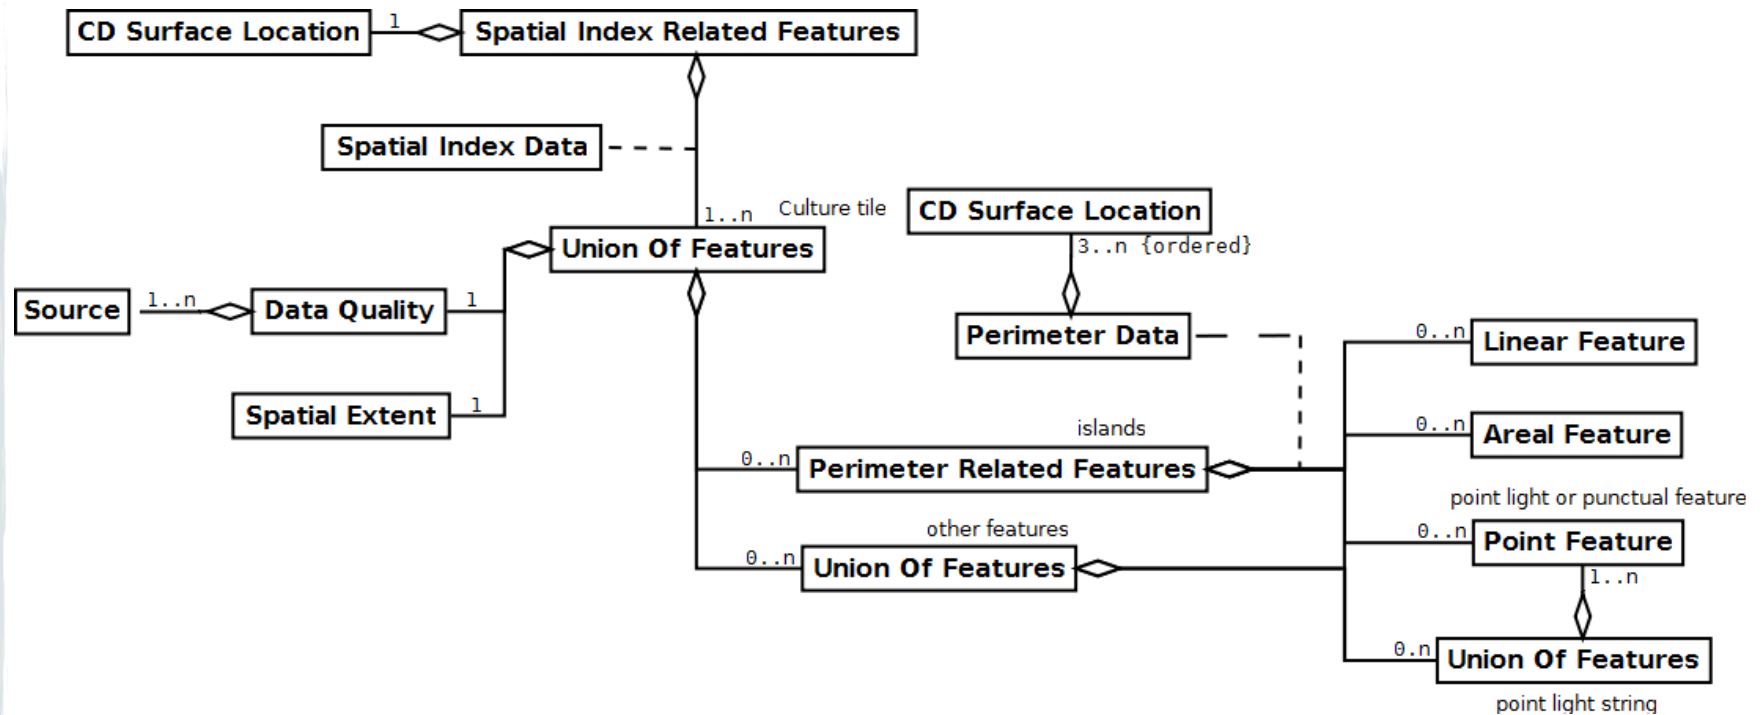 CD Surface Location
1
Spatial Index Related Features
Spatial Index Data
1..n
Culture tile
CD Surface Location
Union Of Features
3..n {ordered}
Source
1..n
Data Quality
1
Perimeter Data
0..n
Linear Feature
Spatial Extent
1
0..n
Areal Feature
islands
0..n
Perimeter Related Features
point light or punctual feature
other features
0..n
Point Feature
0..n
Union Of Features
1..n
0.n
Union Of Features
point light string